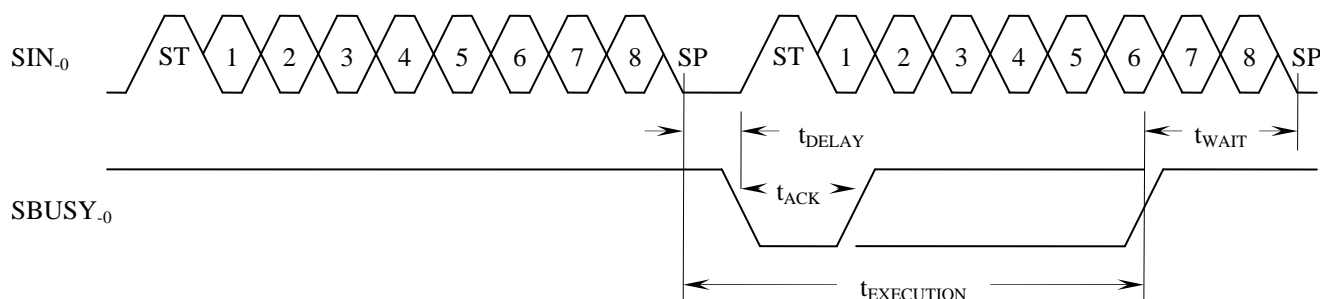 SIN-0 ST 1 2 3 4 5 6 7 8 SP ST 1 2 3 4 5 6 7 8 SP
tDELAY tWAIT
tACK
SBUSY-0
tEXECUTION